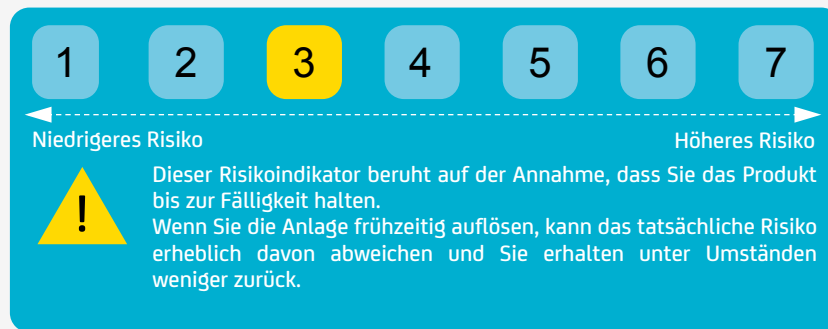 1 2 3 4 5 6 7
Niedrigeres Risiko Höheres Risiko
Dieser Risikoindikator beruht auf der Annahme, dass Sie das Produkt
bis zur Fälligkeit halten.
!
Wenn Sie die Anlage frühzeitig auflösen, kann das tatsächliche Risiko
erheblich davon abweichen und Sie erhalten unter Umständen
weniger zurück.